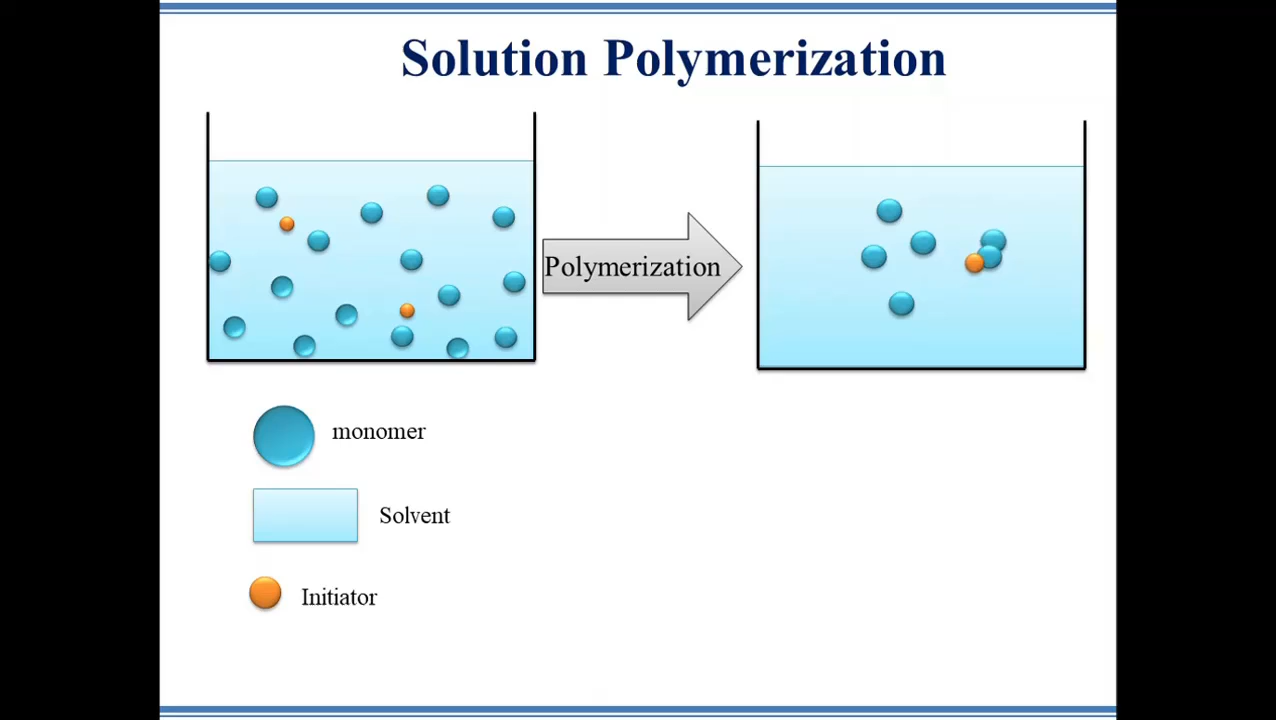 Solution Polymerization
Polymerization
monomer
Solvent
Initiator